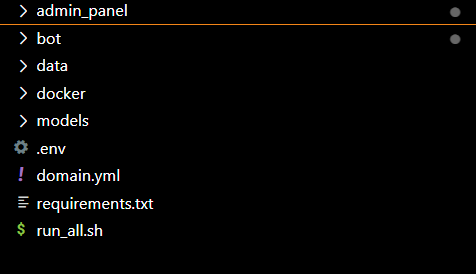 admin_panel
bot
data
docker
models
.env
domain.yml
requirements.txt
run_all.sh